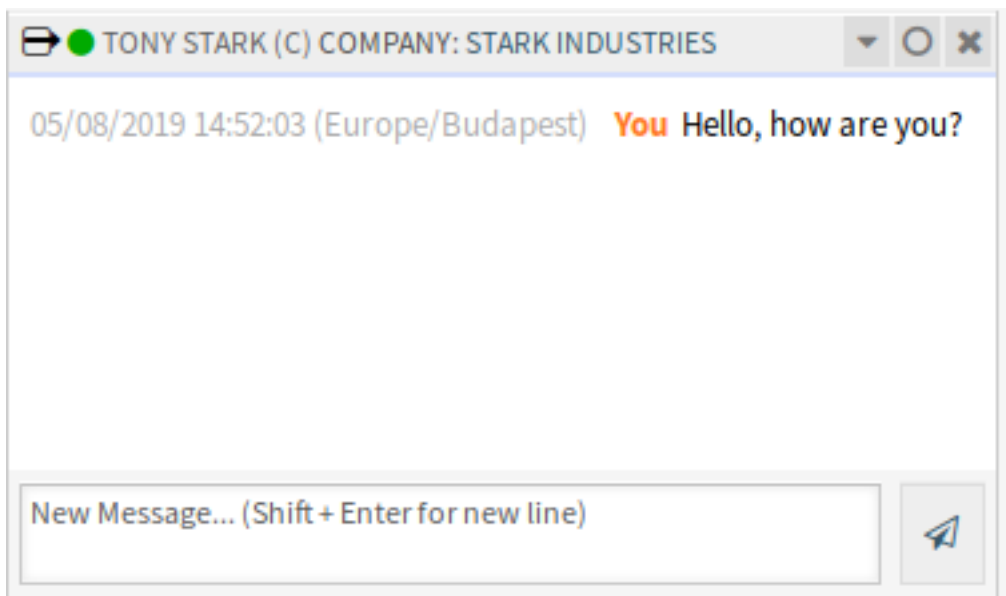 TONY STARK (C) COMPANY: STARK INDUSTRIES
05/08/2019 14:52:03 (Europe/Budapest) You Hello, how are you?
New Message... (Shift + Enter for new line)